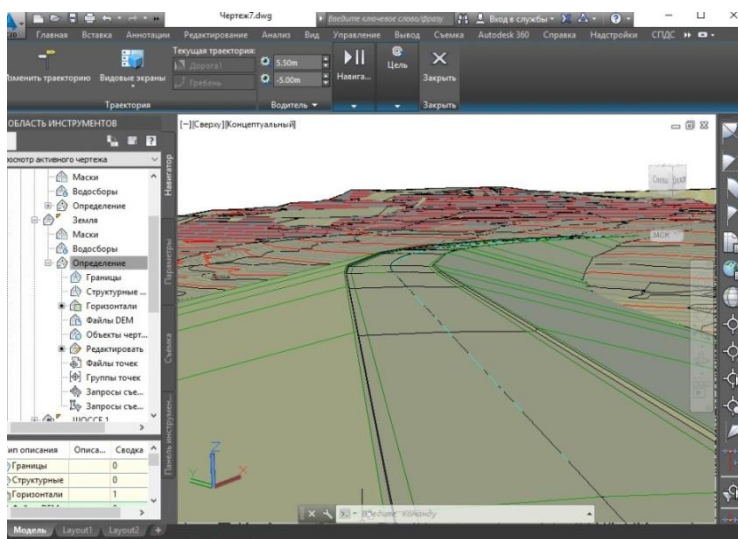 Чертеж7.dwg
Введите ключевое слово/фразу
Вход в службы
Главная Вставка Аннотации Редактирование Анализ Вид Управление Вывод Съемка Autodesk 360 Справка Надстройки СПДС
Изменить траекторию
Видовые экраны
Текущая траектория:
Дорога1
Гребень
5.50m
-5.00m
Навига...
Цель
Закрыть
Траектория
Водитель
Закрыть
ОБЛАСТЬ ИНСТРУМЕНТОВ
[−][Сверху][Концептуальный]
просмотр активного чертежа
Маски
Водосборы
Определение
Земля
Маски
Водосборы
Определение
Границы
Структурные ...
Горизонтали
Файлы DEM
Объекты черт...
Редактировать
Файлы точек
Группы точек
Запросы съе...
Запросы съе...
ШОССЕ 1
Навигатор
Параметры
Съемка
Панель инструмен...
МСК
Z
Y
X
Тип описания Описа... Сводка
Границы 0
Структурные 0
Горизонтали 1
Введите команду
Модель Layout1 Layout2 +